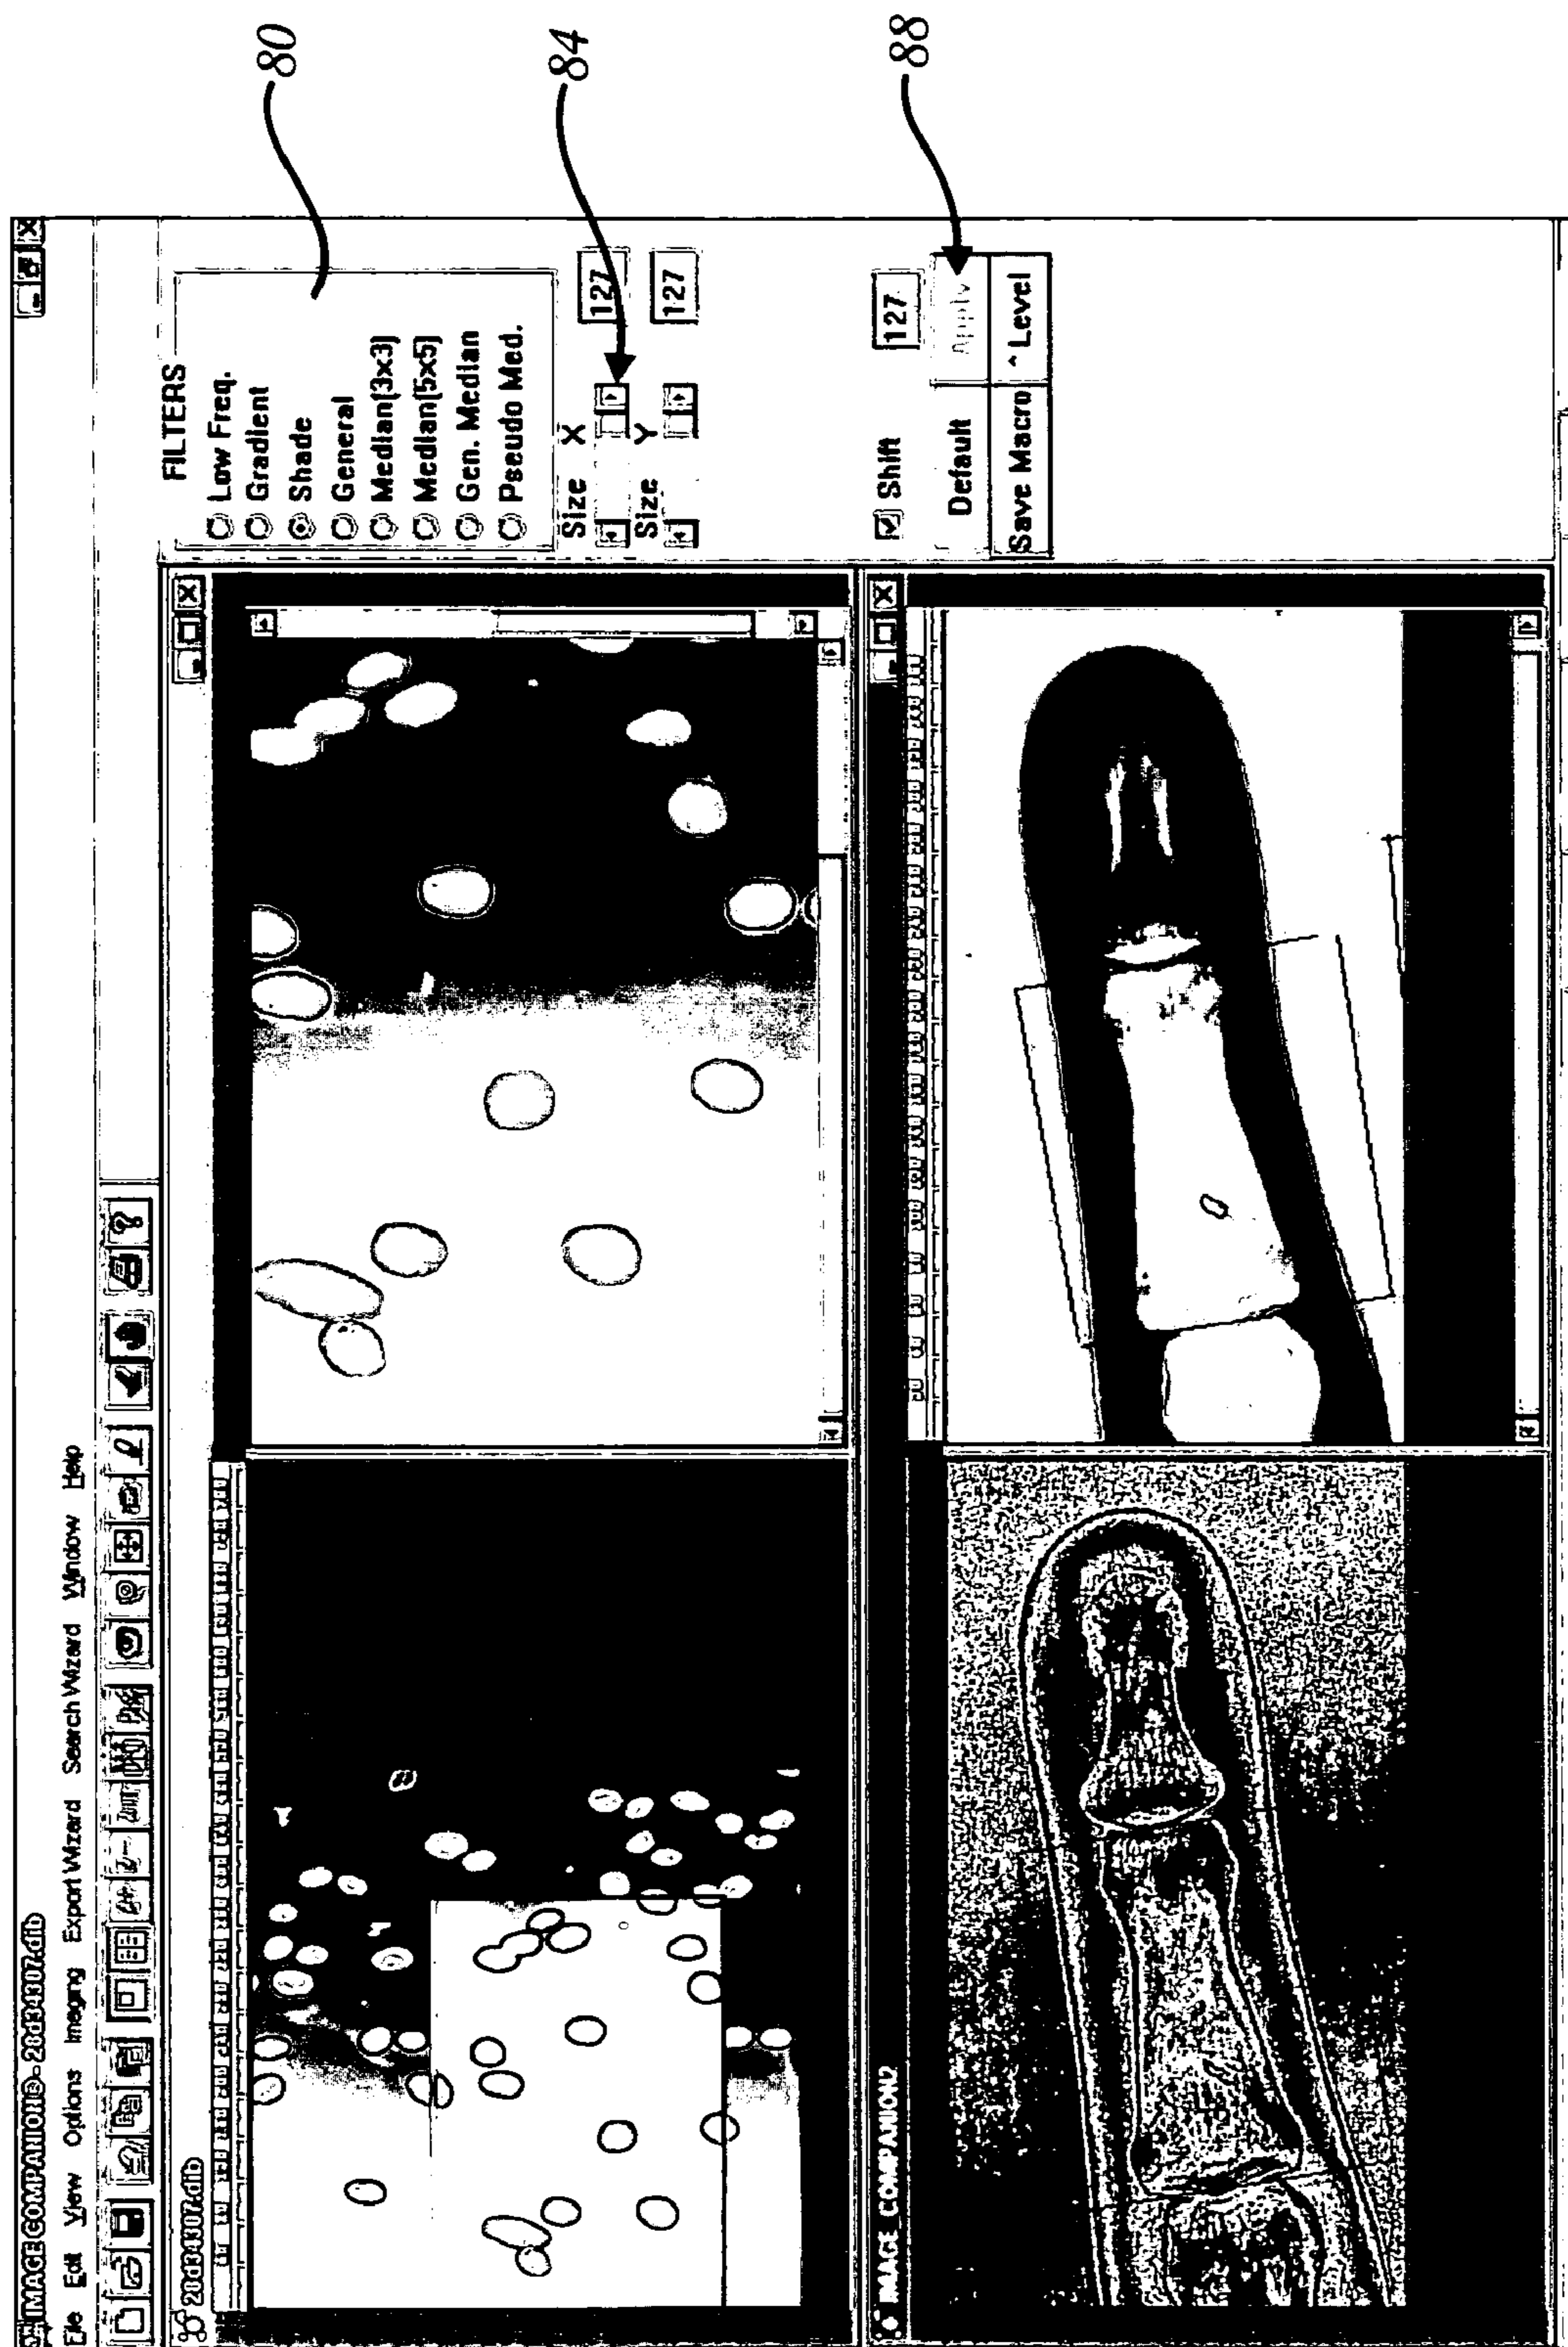 IMAGE COMPANION® - 28d34307.dib
File Edit View Options Imaging Export Wizard Search Wizard Window Help
28d34307.dib
FILTERS
Low Freq.
Gradient
Shade
General
Median[3x3]
Median[5x5]
Gen. Median
Pseudo Med.
Size X
127
Size Y
127
Shift 127
Default Apply
Save Macro ^Level
IMAGE COMPANION2
80
84
88